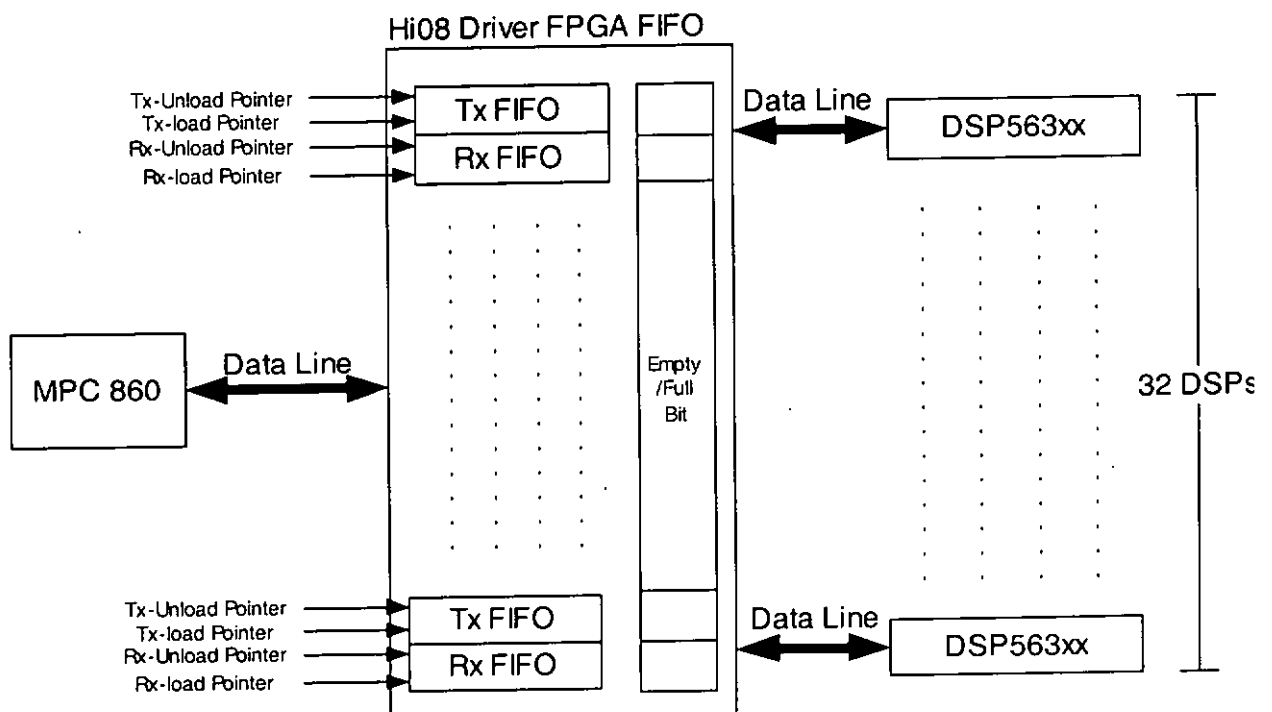 Hi08 Driver FPGA FIFO
Tx-Unload Pointer
Tx-load Pointer
Rx-Unload Pointer
Rx-load Pointer
Tx FIFO
Rx FIFO
Data Line
DSP563xx
MPC 860
Data Line
Empty
/Full
Bit
32 DSPs
Tx-Unload Pointer
Tx-load Pointer
Rx-Unload Pointer
Rx-load Pointer
Tx FIFO
Rx FIFO
Data Line
DSP563xx